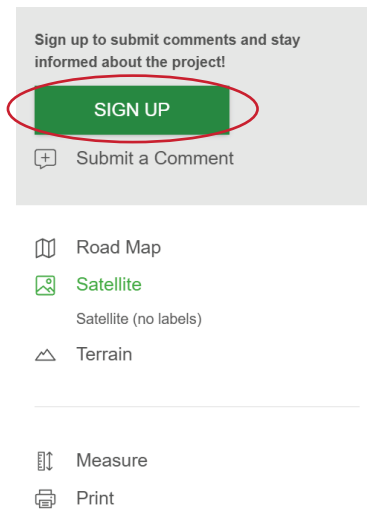 Sign up to submit comments and stay
informed about the project!
SIGN UP
Submit a Comment
Road Map
Satellite
Satellite (no labels)
Terrain
Measure
Print